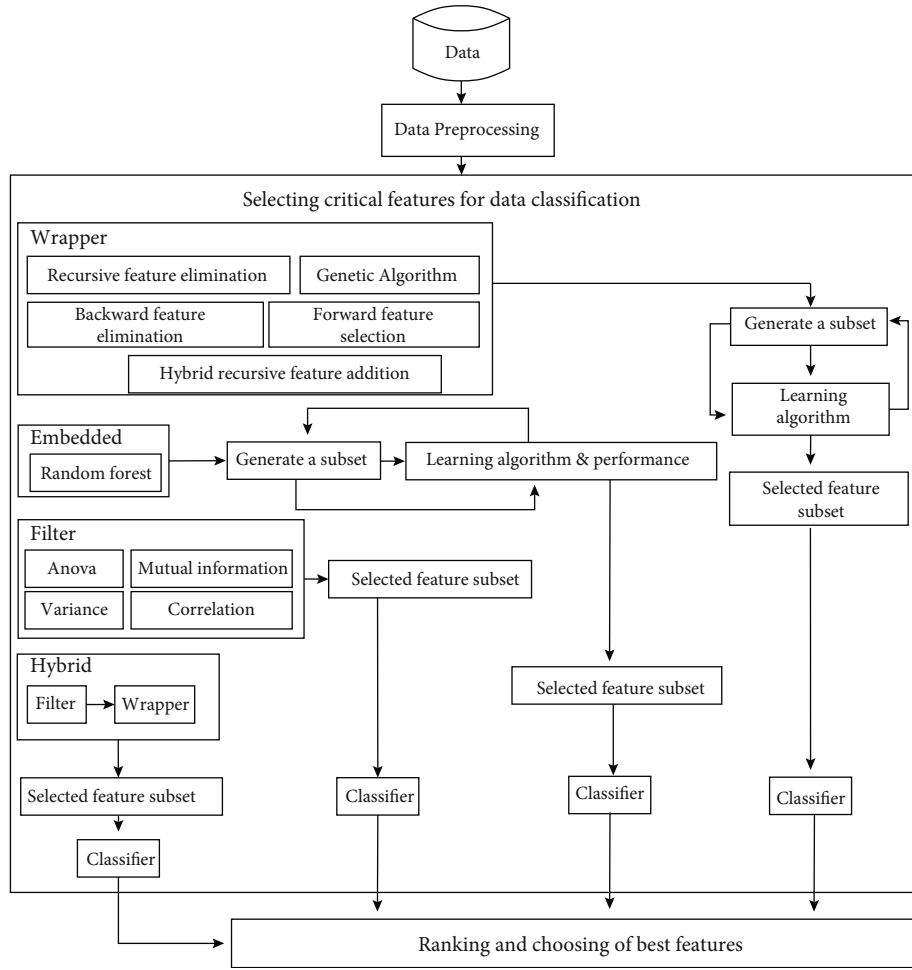 Data
Data Preprocessing
Selecting critical features for data classification
Wrapper
Recursive feature elimination
Genetic Algorithm
Backward feature
elimination
Forward feature
selection
Hybrid recursive feature addition
Generate a subset
Learning
algorithm
Selected feature
subset
Embedded
Random forest
Generate a subset
Learning algorithm & performance
Filter
Anova
Mutual information
Variance
Correlation
Selected feature subset
Hybrid
Filter
Wrapper
Selected feature subset
Selected feature subset
Classifier
Classifier
Classifier
Classifier
Ranking and choosing of best features